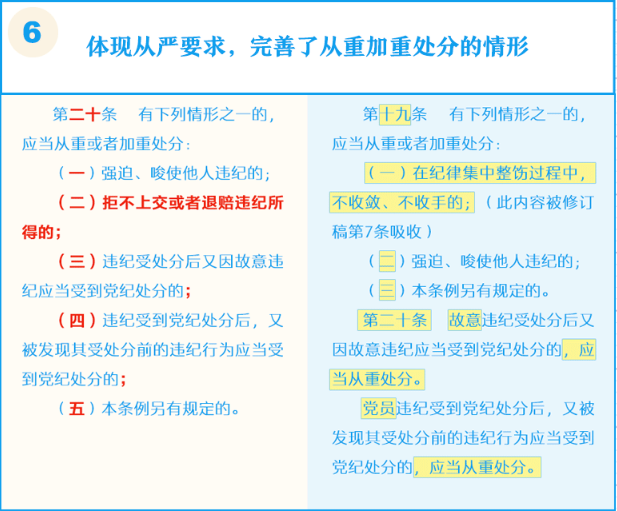 6
体现从严要求，完善了从重加重处分的情形
第二十条 有下列情形之一的，
应当从重或者加重处分：
（一）强迫、唆使他人违纪的；
（二）拒不上交或者退赔违纪所
得的；
（三）违纪受处分后又因故意违
纪应当受到党纪处分的；
（四）违纪受到党纪处分后，又
被发现其受处分前的违纪行为应当受
到党纪处分的；
（五）本条例另有规定的。
第十九条 有下列情形之一的，
应当从重或者加重处分：
（一）在纪律集中整饬过程中，
不收敛、不收手的；（此内容被修订
稿第7条吸收）
（二）强迫、唆使他人违纪的；
（三）本条例另有规定的。
第二十条 故意违纪受处分后又
因故意违纪应当受到党纪处分的，应
当从重处分。
党员违纪受到党纪处分后，又被
发现其受处分前的违纪行为应当受到
党纪处分的，应当从重处分。